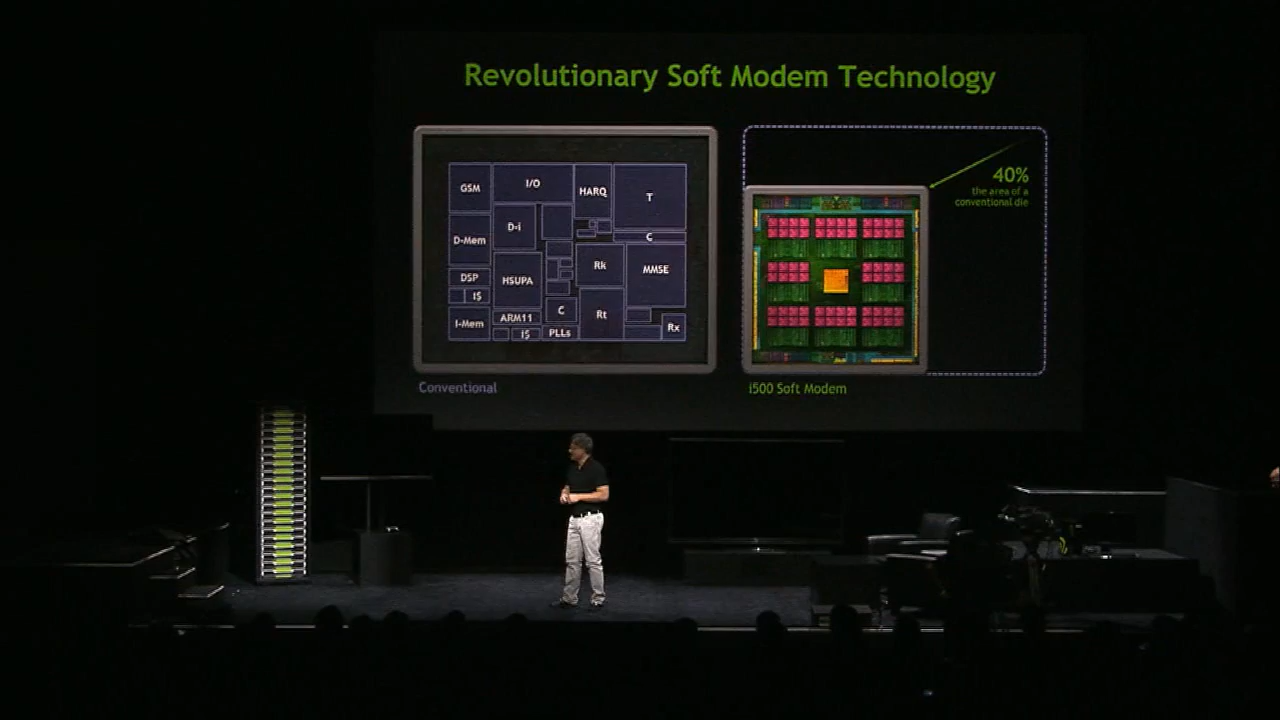 Revolutionary Soft Modem Technology
GSM
I/O
HARQ
T
D-i
D-Mem
C
Rk
MMSE
DSP
HSUPA
I$
C
Rt
I-Mem
ARM11
I$
PLLs
Rx
Conventional
40%
the area of a
conventional die
i500 Soft Modem